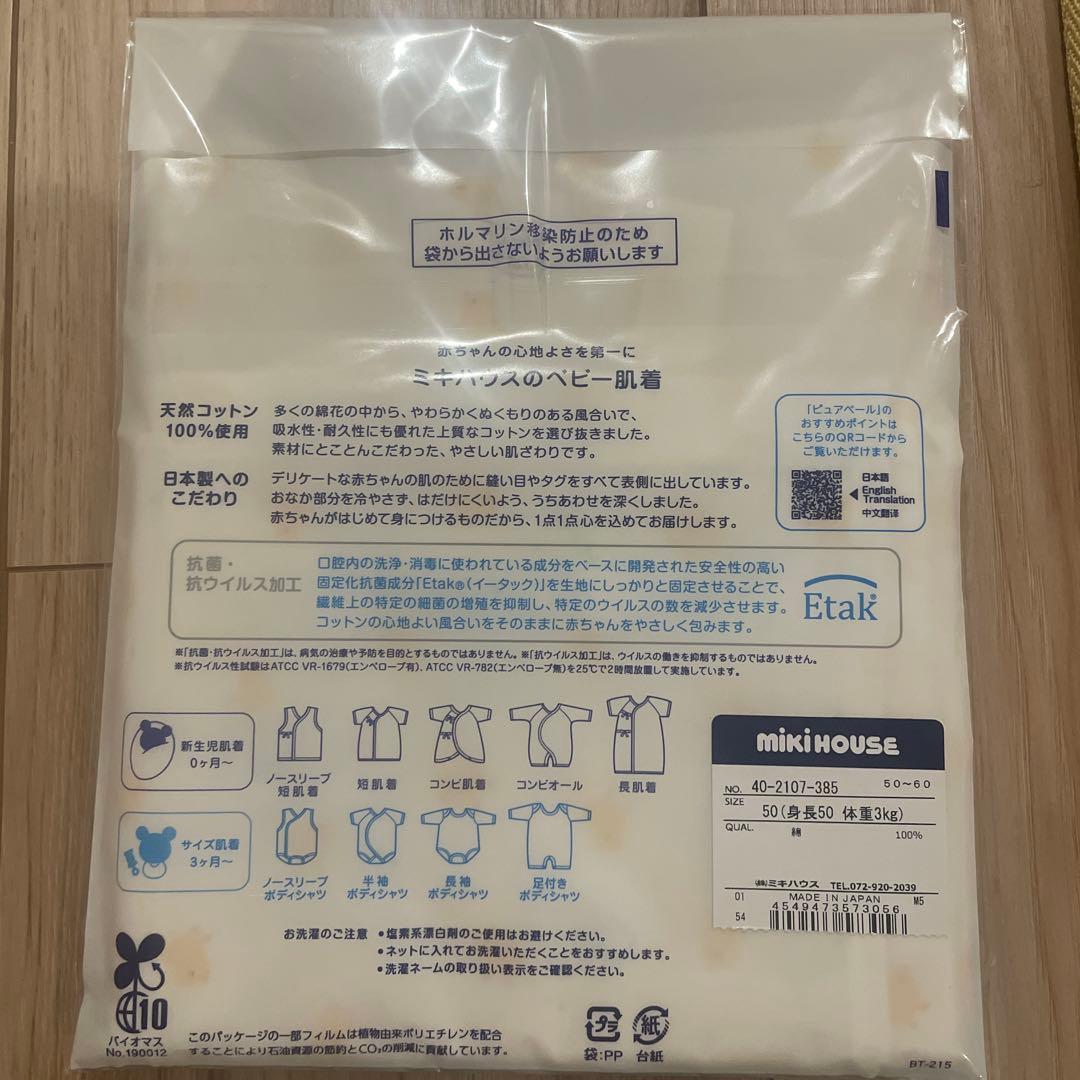 ホルマリン移染防止のため
袋から出さないようお願いします
赤ちゃんの心地よさを第一に
ミキハウスのベビー肌着
天然コットン
100%使用
多くの綿花の中から、やわらかくぬくもりのある風合いで、
吸水性・耐久性にも優れた上質なコットンを選び抜きました。
素材にとことんこだわった、やさしい肌ざわりです。
日本製への
こだわり
デリケートな赤ちゃんの肌のために縫い目やタグをすべて表側に出しています。
おなか部分を冷やさず、はだけにくいよう、うちあわせを深くしました。
赤ちゃんがはじめて身につけるものだから、1点1点心を込めてお届けします。
「ピュアベール」の
おすすめポイントは
こちらのQRコードから
ご覧いただけます。
日本語
English
Translation
中文翻译
抗菌・
抗ウイルス加工
口腔内の洗浄・消毒に使われている成分をベースに開発された安全性の高い
固定化抗菌成分「Etak®(イータック)」を生地にしっかりと固定させることで、
繊維上の特定の細菌の増殖を抑制し、特定のウイルスの数を減少させます。
コットンの心地よい風合いをそのままに赤ちゃんをやさしく包みます。
Etak®
※「抗菌・抗ウイルス加工」は、病気の治療や予防を目的とするものではありません。※「抗ウイルス加工」は、ウイルスの働きを抑制するものではありません。
※抗ウイルス性試験はATCC VR-1679(エンベロープ有)、ATCC VR-782(エンベロープ無)を25℃で2時間放置して実施しています。
新生児肌着
0ヶ月〜
ノースリーブ
短肌着
短肌着
コンビ肌着
コンビオール
長肌着
サイズ肌着
3ヶ月〜
ノースリーブ
ボディシャツ
半袖
ボディシャツ
長袖
ボディシャツ
足付き
ボディシャツ
miki HOUSE
NO. 40-2107-385 50〜60
SIZE
50(身長50 体重3kg)
QUAL. 綿 100%
(株)ミキハウス TEL.072-920-2039
01 MADE IN JAPAN M5
4549473573056
54
お洗濯のご注意
•塩素系漂白剤のご使用はお避けください。
•ネットに入れてお洗濯いただくことをおすすめします。
•洗濯ネームの取り扱い表示をご確認ください。
10
バイオマス
No.190012
このパッケージの一部フィルムは植物由来ポリエチレンを配合
することにより石油資源の節約とCO₂の削減に貢献しています。
プラ
袋:PP
紙
台紙
BT-215